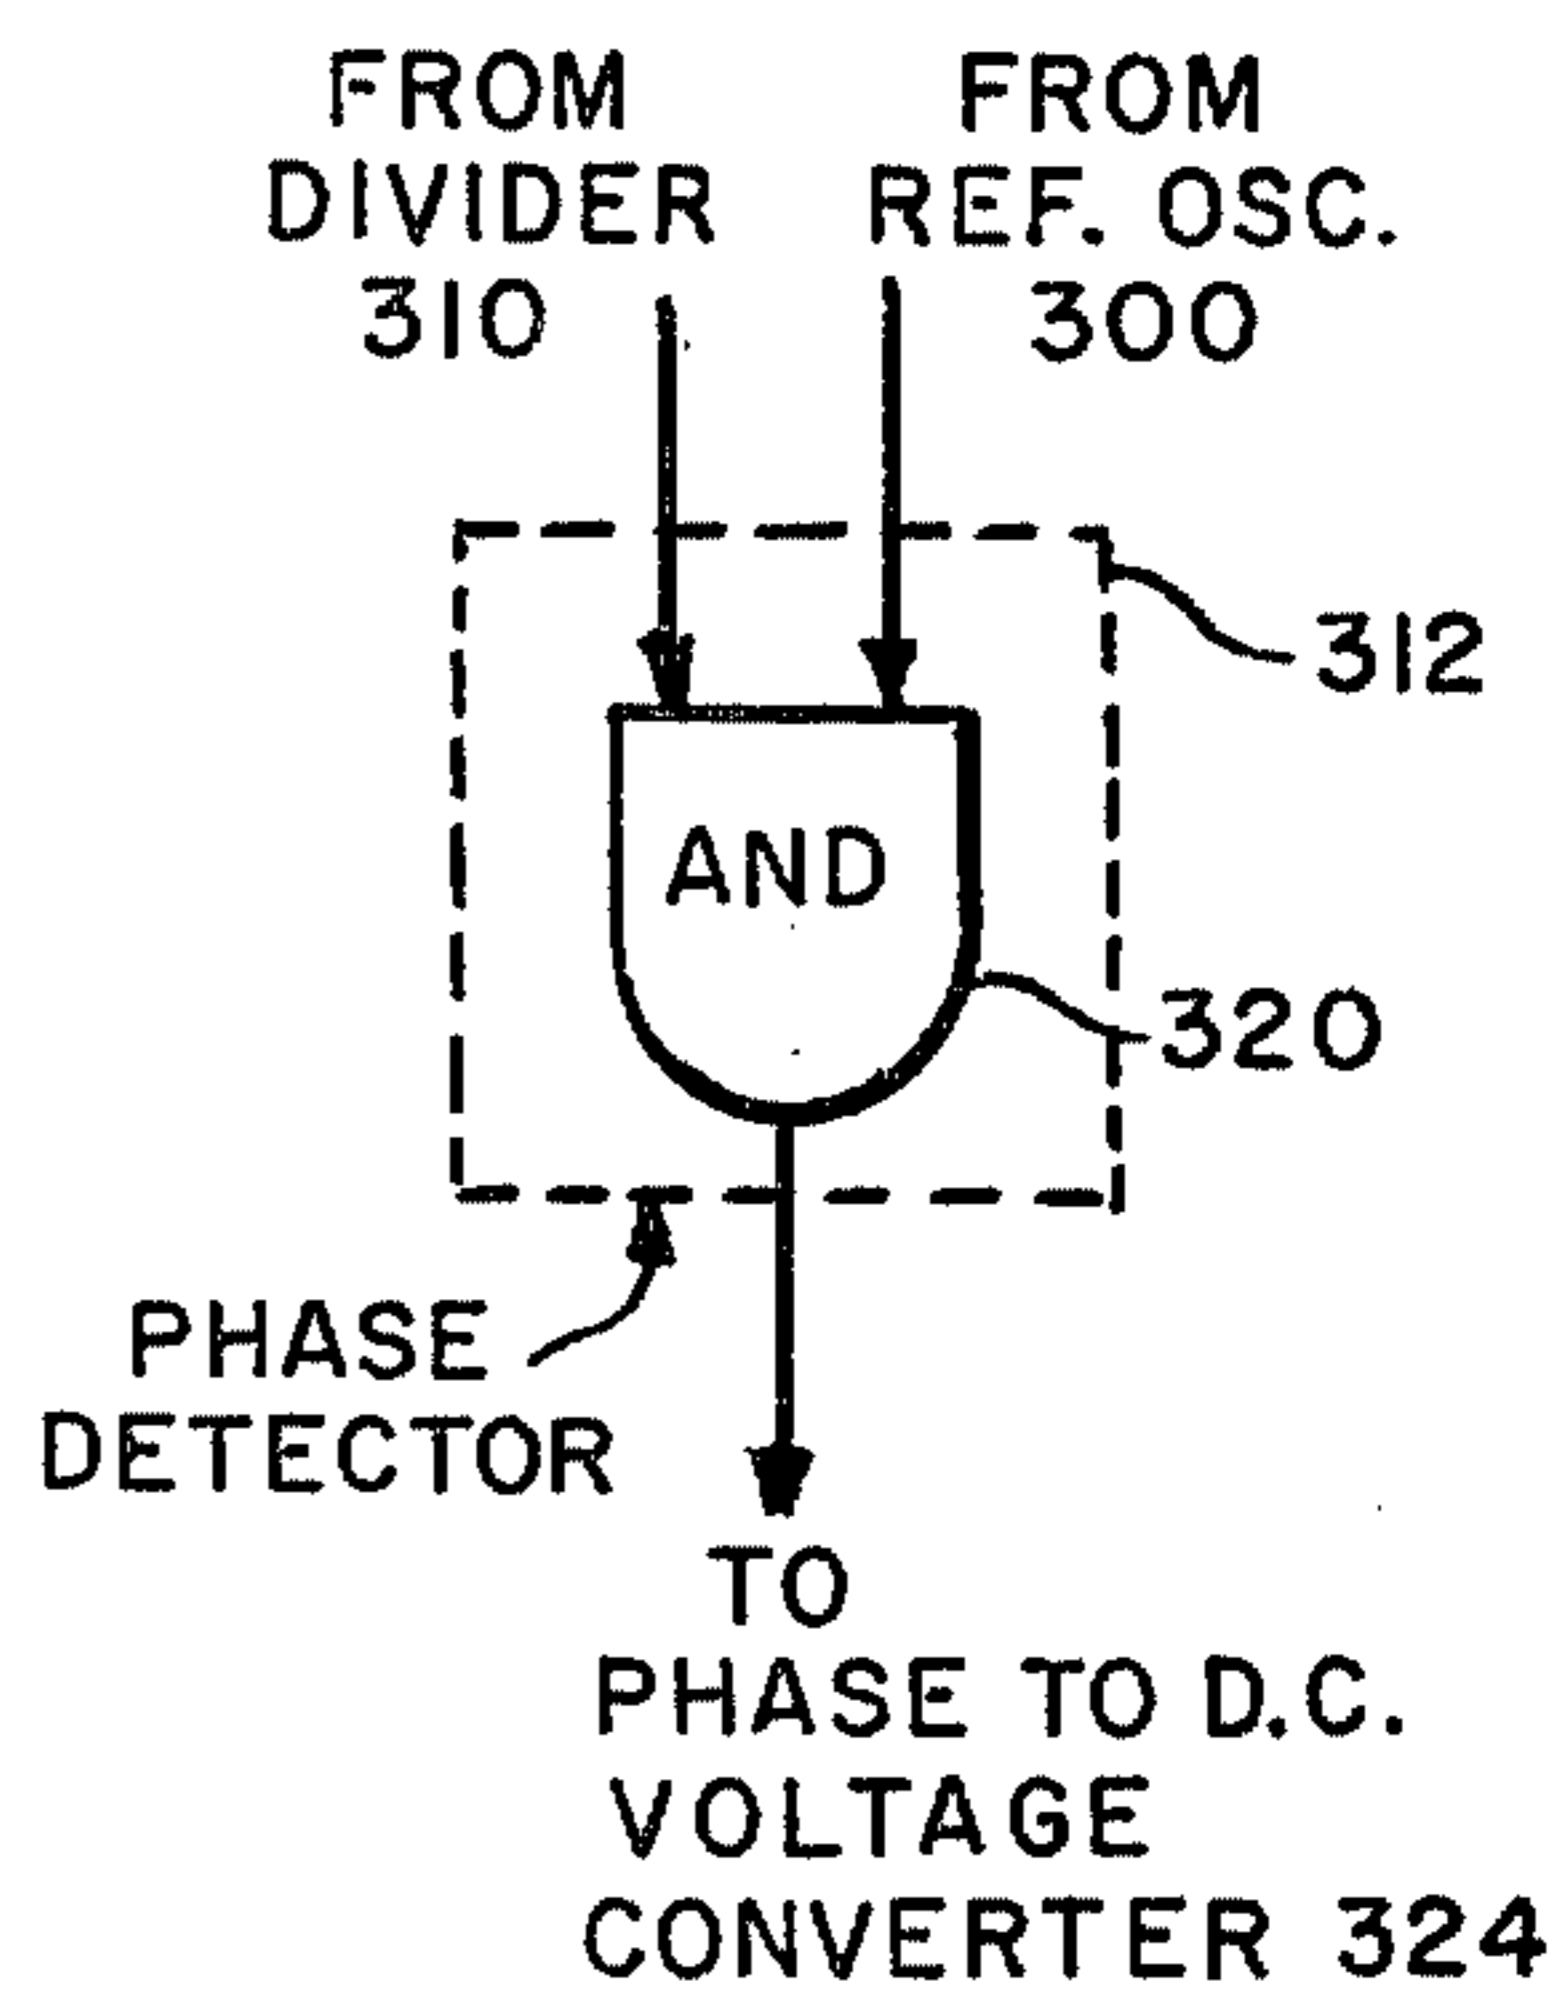 FROM
DIVIDER
310
FROM
REF. OSC.
300
312
AND
320
PHASE
DETECTOR
TO
PHASE TO D.C.
VOLTAGE
CONVERTER 324